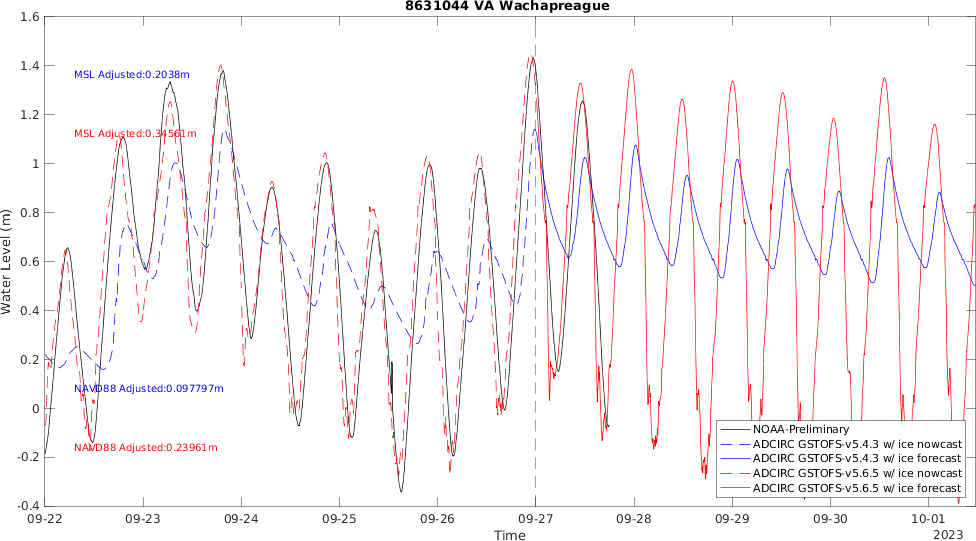 8631044 VA Wachapreague
1.6
1.4
1.2
1
0.8
0.6
0.4
0.2
0
-0.2
-0.4
Water Level (m)
MSL Adjusted:0.2038m
MSL Adjusted:0.34561m
NAVD88 Adjusted:0.097797m
NAVD88 Adjusted:0.23961m
NOAA-Preliminary
ADCIRC GSTOFS-v5.4.3 w/ ice nowcast
ADCIRC GSTOFS-v5.4.3 w/ ice forecast
ADCIRC GSTOFS-v5.6.5 w/ ice nowcast
ADCIRC GSTOFS-v5.6.5 w/ ice forecast
09-22 09-23 09-24 09-25 09-26 09-27 09-28 09-29 09-30 10-01
Time
2023